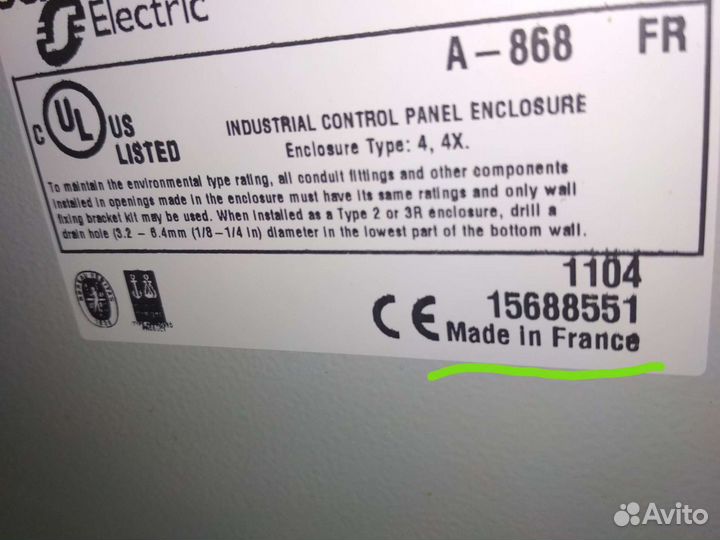 Electric
A-868 FR
C UL US
LISTED
INDUSTRIAL CONTROL PANEL ENCLOSURE
Enclosure Type: 4, 4X.
To maintain the environmental type rating, all conduit fittings and other components
installed in openings made in the enclosure must have its same ratings and only wall
fixing bracket kit may be used. When installed as a Type 2 or 3R enclosure, drill a
drain hole (3.2 - 6.4mm (1/8-1/4 in) diameter in the lowest part of the bottom wall.
1104
15688551
CE Made in France
Avito